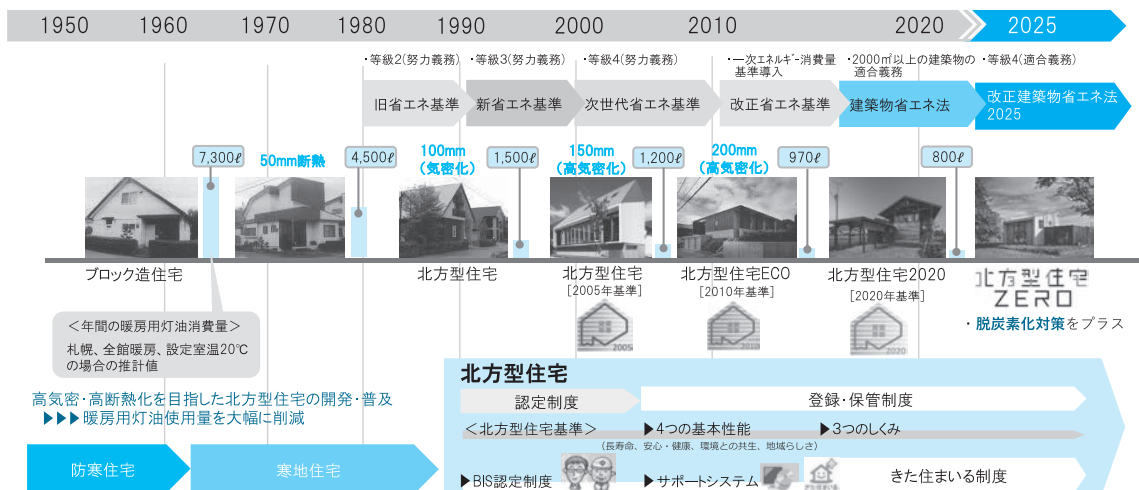 1950 1960 1970 1980 1990 2000 2010 2020 2025
・等級2(努力義務)
・等級3(努力義務)
・等級4(努力義務)
・一次エネルギー消費量
基準導入
・2000㎡以上の建築物の
適合義務
・等級4(適合義務)
旧省エネ基準
新省エネ基準
次世代省エネ基準
改正省エネ基準
建築物省エネ法
改正建築物省エネ法
2025
7,300ℓ
50mm断熱
4,500ℓ
100mm
(気密化)
1,500ℓ
150mm
(高気密化)
1,200ℓ
200mm
(高気密化)
970ℓ
800ℓ
ブロック造住宅
北方型住宅
北方型住宅
[2005年基準]
2005
北方型住宅ECO
[2010年基準]
2010
北方型住宅2020
[2020年基準]
2020
北方型住宅
ZERO
・脱炭素化対策をプラス
＜年間の暖房用灯油消費量＞
札幌、全館暖房、設定室温20℃
の場合の推計値
高気密・高断熱化を目指した北方型住宅の開発・普及
▶▶▶暖房用灯油使用量を大幅に削減
防寒住宅
寒地住宅
北方型住宅
認定制度
登録・保管制度
＜北方型住宅基準＞
▶4つの基本性能
▶3つのしくみ
(長寿命、安心・健康、環境との共生、地域らしさ)
▶BIS認定制度
▶サポートシステム
きた住まいる
きた住まいる制度